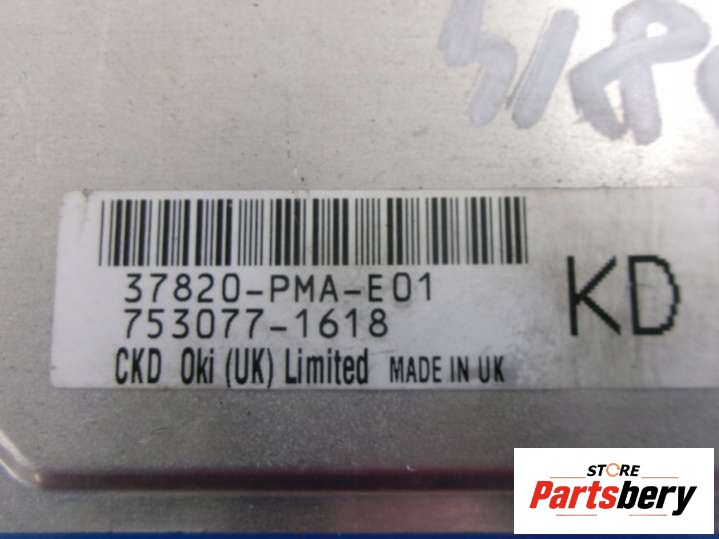 37820-PMA-E01
753077-1618
CKD Oki (UK) Limited MADE IN UK
KD
STORE
Partsbery